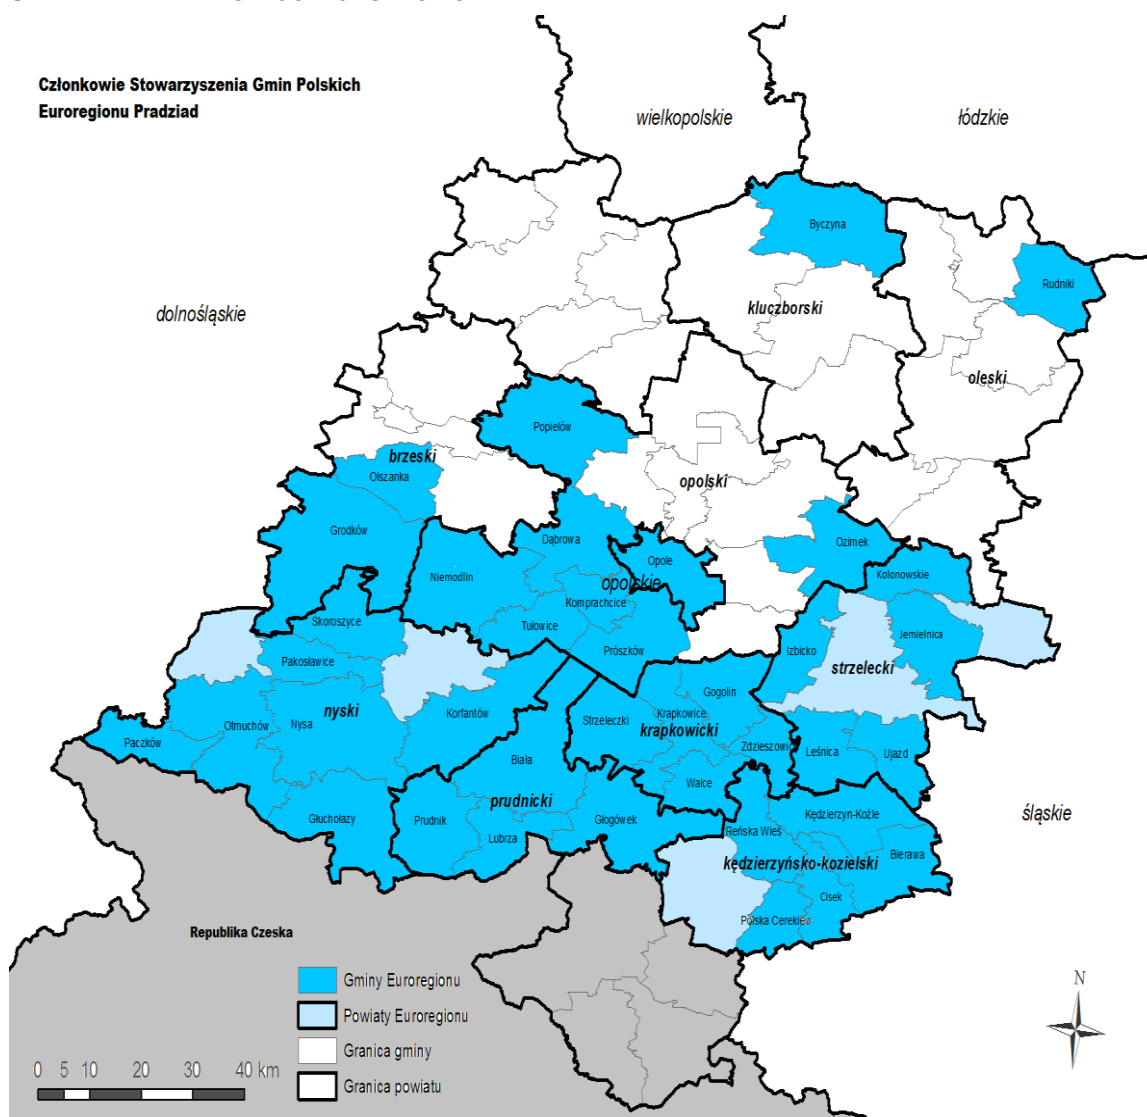 Członkowie Stowarzyszenia Gmin Polskich
Euroregionu Pradziad
wielkopolskie
łódzkie
Byczyna
Rudniki
dolnośląskie
kluczborski
oleski
Popielów
brzeski
Olszanka
opolski
Grodków
Dąbrowa
Ozimek
Opole
Niemodlin
opolskie
Kolonowskie
Komprachcice
Skoroszyce
Tułowice
Jemielnica
Prószków
Izbicko
Pakosławice
strzelecki
Gogolin
nyski
Korfantów
Krapkowice
Otmuchów
Nysa
Strzeleczki
krapkowicki
Paczków
Zdzieszowic
Leśnica
Ujazd
Biała
Walce
prudnicki
Głuchołazy
Prudnik
Głogówek
Kędzierzyn-Koźle
śląskie
Lubrza
Reńska Wieś
Bierawa
kędzierzyńsko-kozielski
Cisek
Polska Cerekiew
Republika Czeska
Gminy Euroregionu
Powiaty Euroregionu
Granica gminy
Granica powiatu
0 5 10 20 30 40 km
N